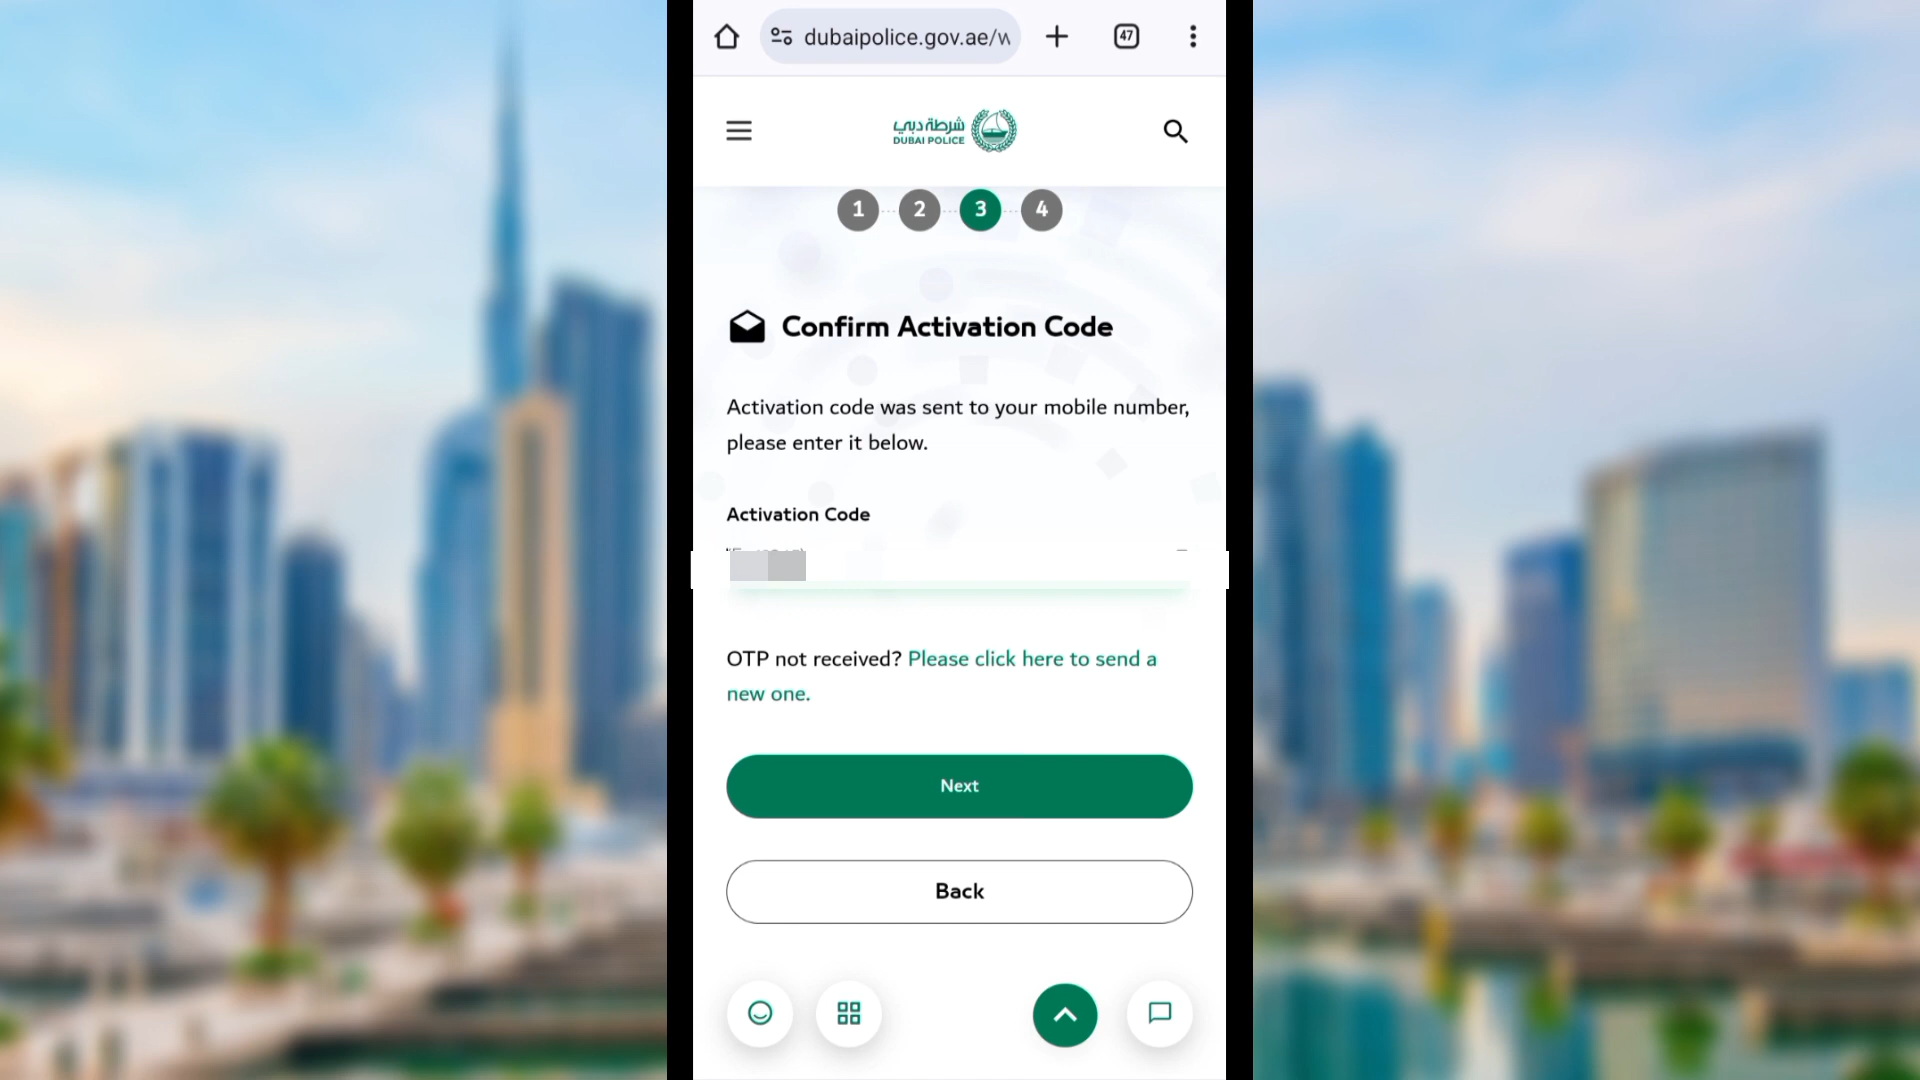 dubaipolice.gov.ae/w
47
شرطة دبي
DUBAI POLICE
1 2 3 4
Confirm Activation Code
Activation code was sent to your mobile number,
please enter it below.
Activation Code
OTP not received? Please click here to send a
new one.
Next
Back